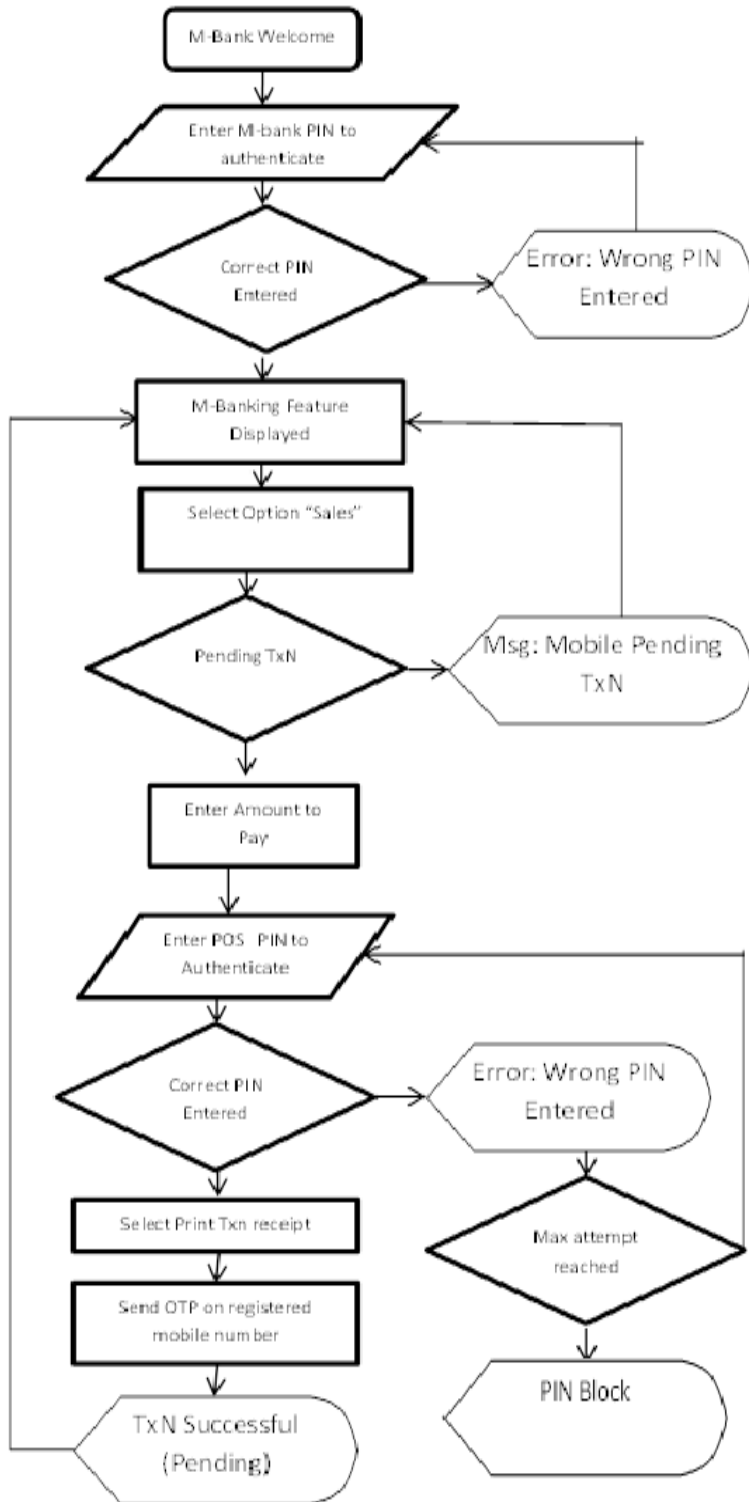 M-Bank Welcome
Enter M-bank PIN to
authenticate
Correct PIN
Entered
Error: Wrong PIN
Entered
M-Banking Feature
Displayed
Select Option “Sales”
Pending TxN
Msg: Mobile Pending
TxN
Enter Amount to
Pay
Enter POS PIN to
Authenticate
Correct PIN
Entered
Error: Wrong PIN
Entered
Select Print Txn receipt
Max attempt
reached
Send OTP on registered
mobile number
PIN Block
TxN Successful
(Pending)